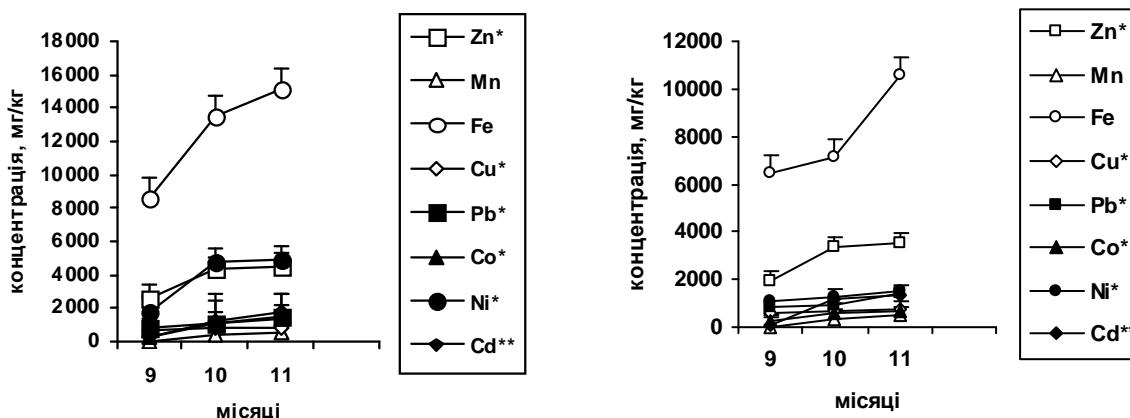 концентрація, мг/кг
18000
16000
14000
12000
10000
8000
6000
4000
2000
0
9 10 11
місяці
Zn*
Mn
Fe
Cu*
Pb*
Co*
Ni*
Cd**
концентрація, мг/кг
12000
10000
8000
6000
4000
2000
0
9 10 11
місяці
Zn*
Mn
Fe
Cu*
Pb*
Co*
Ni*
Cd**